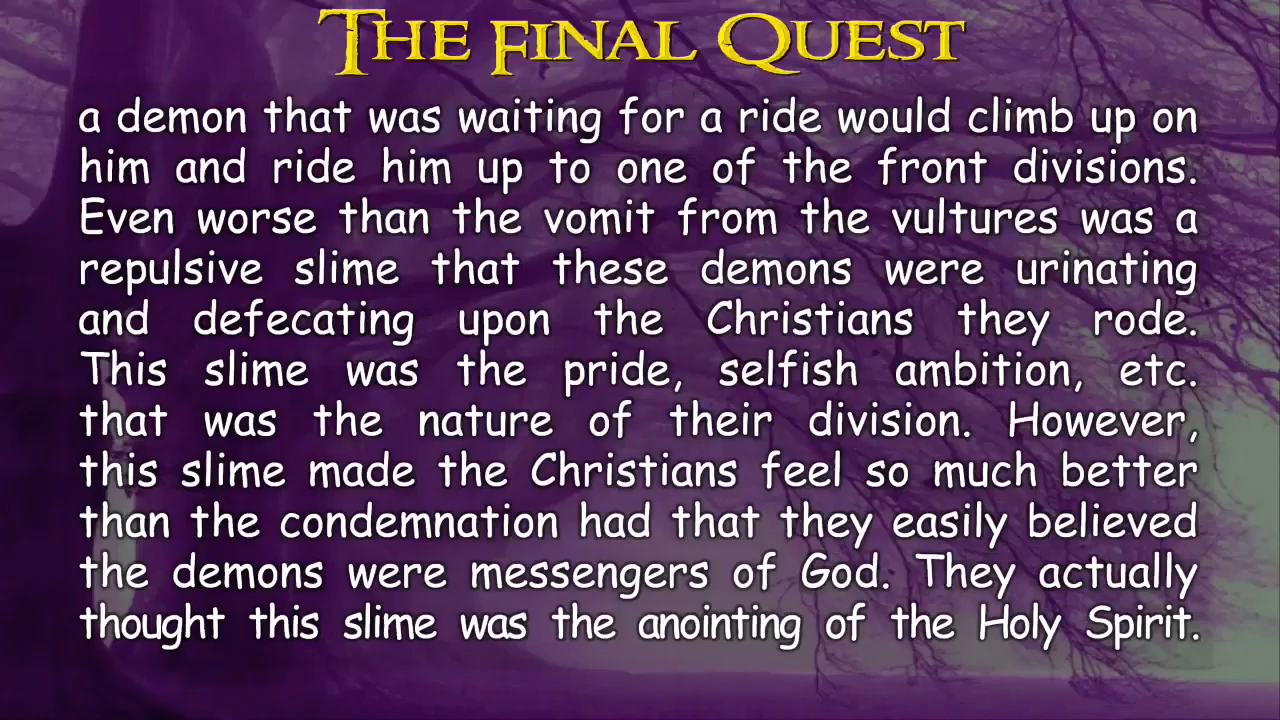 The Final Quest
a demon that was waiting for a ride would climb up on
him and ride him up to one of the front divisions.
Even worse than the vomit from the vultures was a
repulsive slime that these demons were urinating
and defecating upon the Christians they rode.
This slime was the pride, selfish ambition, etc.
that was the nature of their division. However,
this slime made the Christians feel so much better
than the condemnation had that they easily believed
the demons were messengers of God. They actually
thought this slime was the anointing of the Holy Spirit.